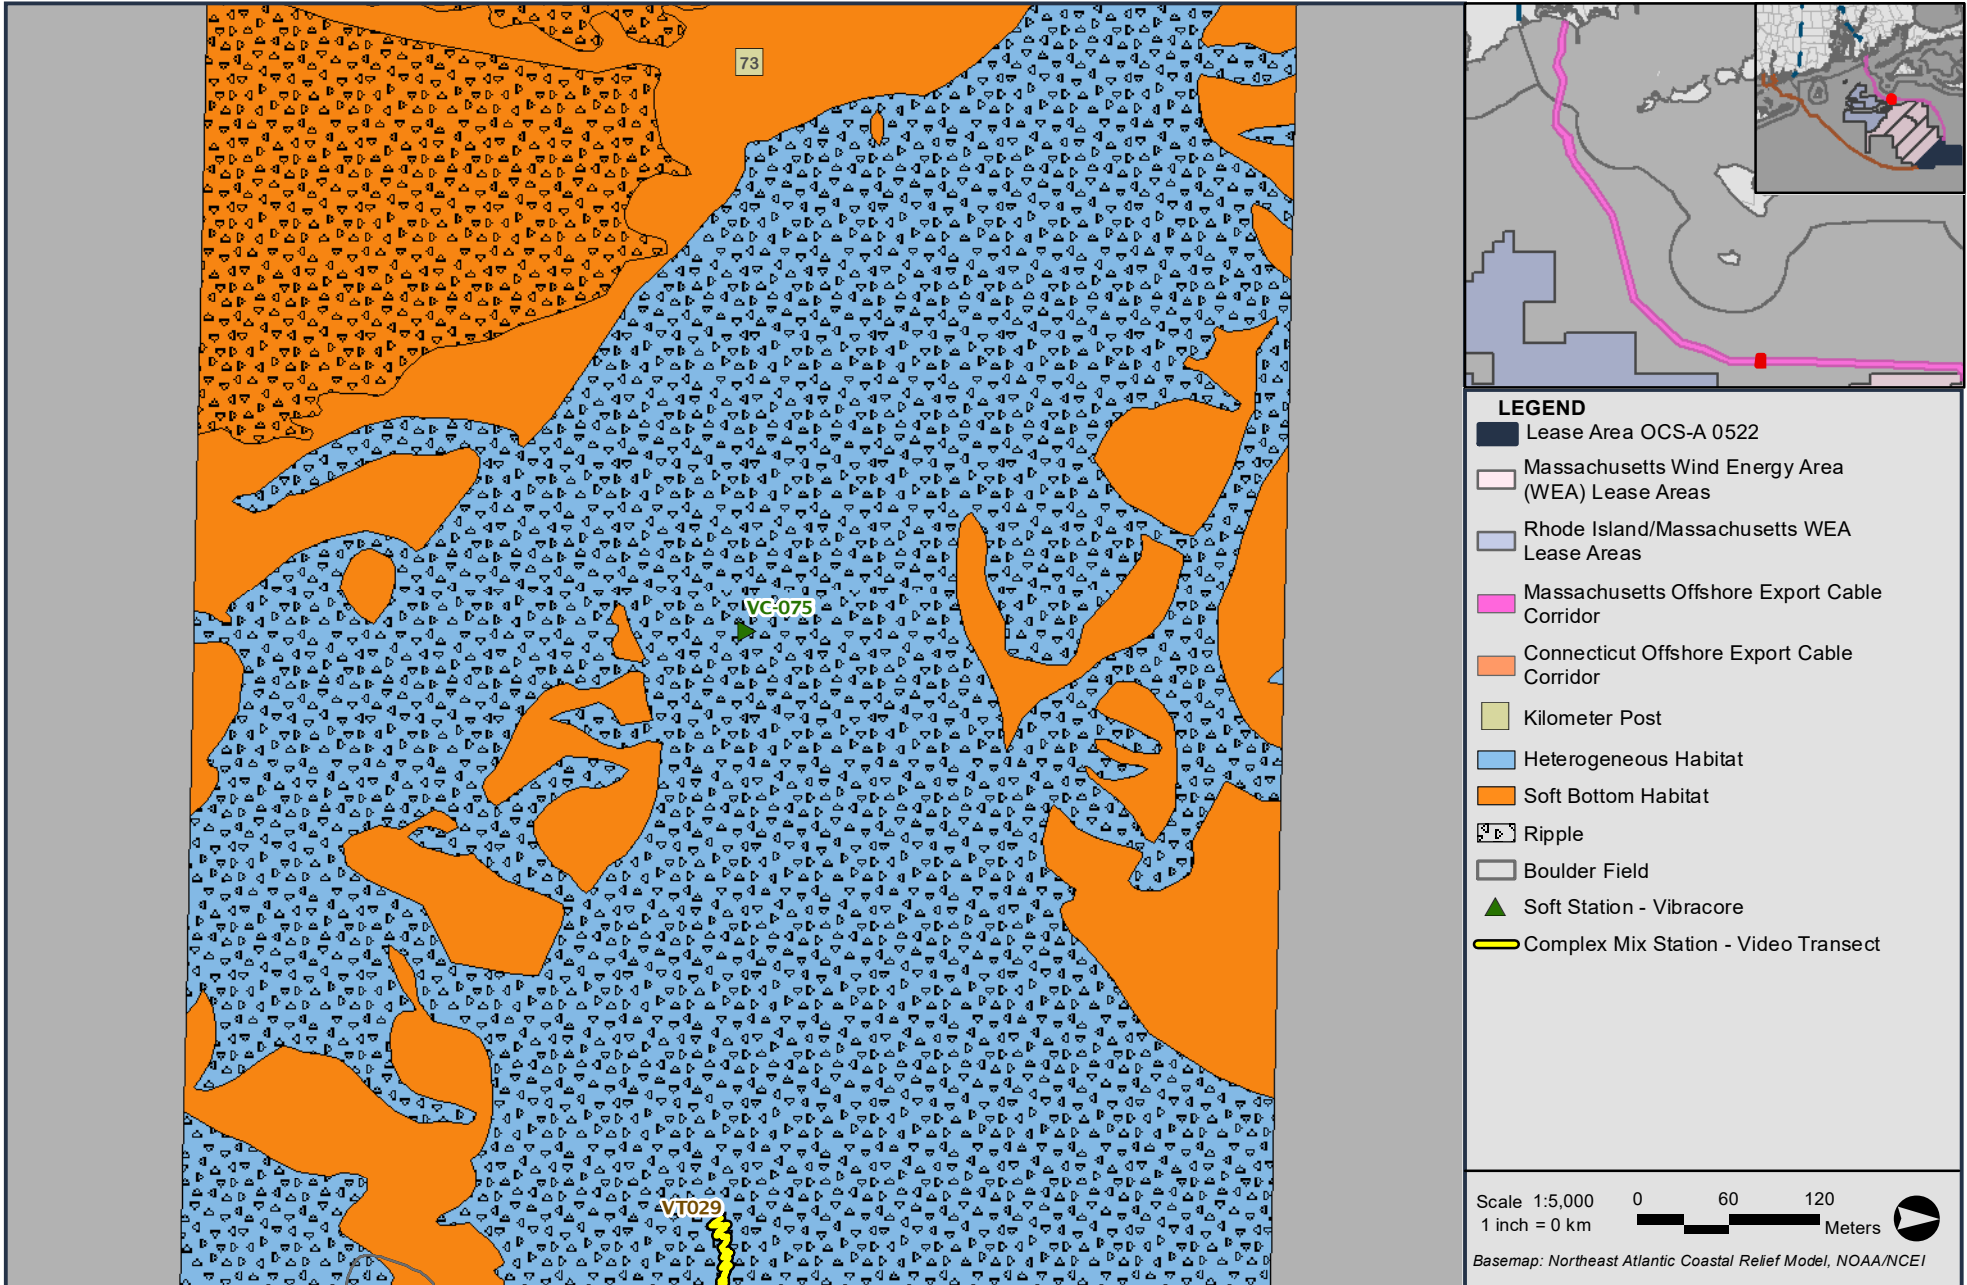 73
VC-075
VT029
LEGEND
Lease Area OCS-A 0522
Massachusetts Wind Energy Area
(WEA) Lease Areas
Rhode Island/Massachusetts WEA
Lease Areas
Massachusetts Offshore Export Cable
Corridor
Connecticut Offshore Export Cable
Corridor
Kilometer Post
Heterogeneous Habitat
Soft Bottom Habitat
Ripple
Boulder Field
Soft Station - Vibracore
Complex Mix Station - Video Transect
Scale 1:5,000
1 inch = 0 km
0 60 120
Meters
Basemap: Northeast Atlantic Coastal Relief Model, NOAA/NCEI